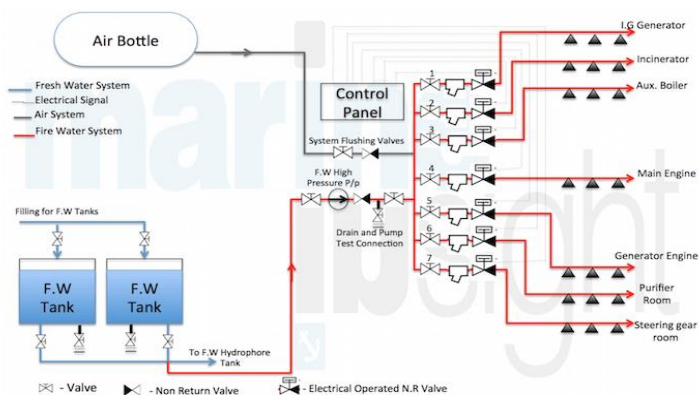 Air Bottle
I.G Generator
Incinerator
Aux. Boiler
Fresh Water System
Electrical Signal
Air System
Fire Water System
Control
Panel
1
2
3
System Flushing Valves
4
Main Engine
F.W High
Pressure P/p
5
Filling for F.W Tanks
Drain and Pump
Test Connection
6
Generator Engine
7
F.W
Tank
F.W
Tank
Purifier
Room
Steering gear
room
To F.W Hydrophore
Tank
- Valve
- Non Return Valve
- Electrical Operated N.R Valve